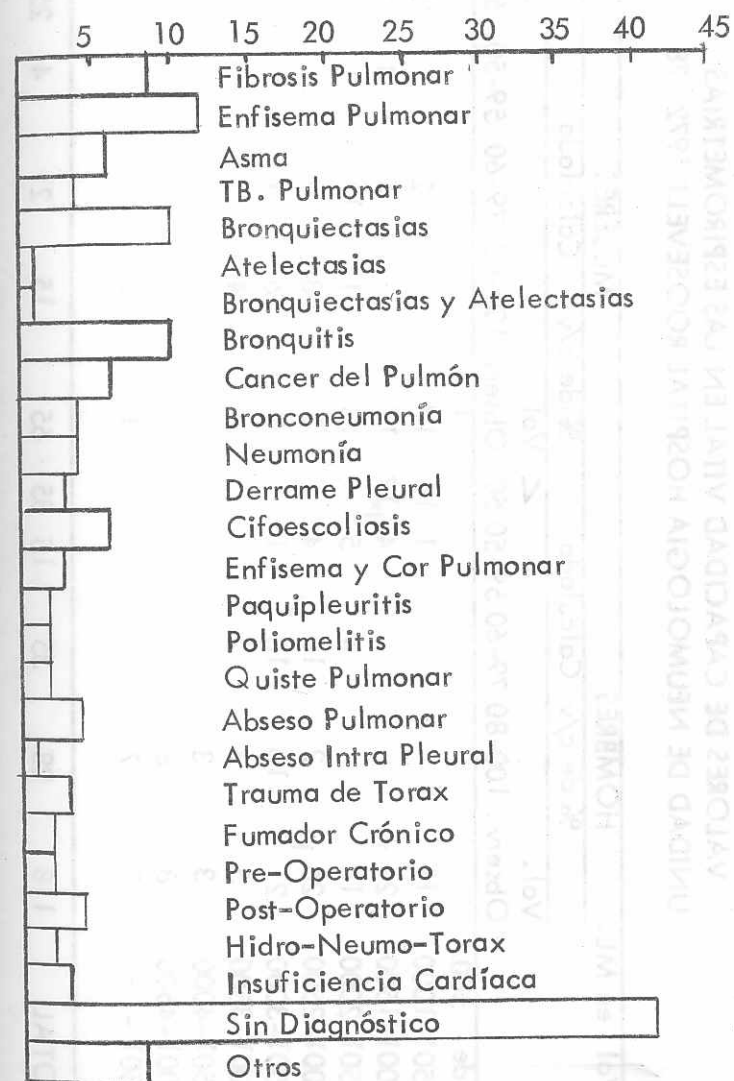 5 10 15 20 25 30 35 40 45
Fibrosis Pulmonar
Enfisema Pulmonar
Asma
TB. Pulmonar
Bronquiectasias
Atelectasias
Bronquiectasias y Atelectasias
Bronquitis
Cancer del Pulmón
Bronconeumonía
Neumonía
Derrame Pleural
Cifoescoliosis
Enfisema y Cor Pulmonar
Paquipleuritis
Poliomelitis
Quiste Pulmonar
Abseso Pulmonar
Abseso Intra Pleural
Trauma de Torax
Fumador Crónico
Pre-Operatorio
Post-Operatorio
Hidro-Neumo-Torax
Insuficiencia Cardíaca
Sin Diagnóstico
Otros